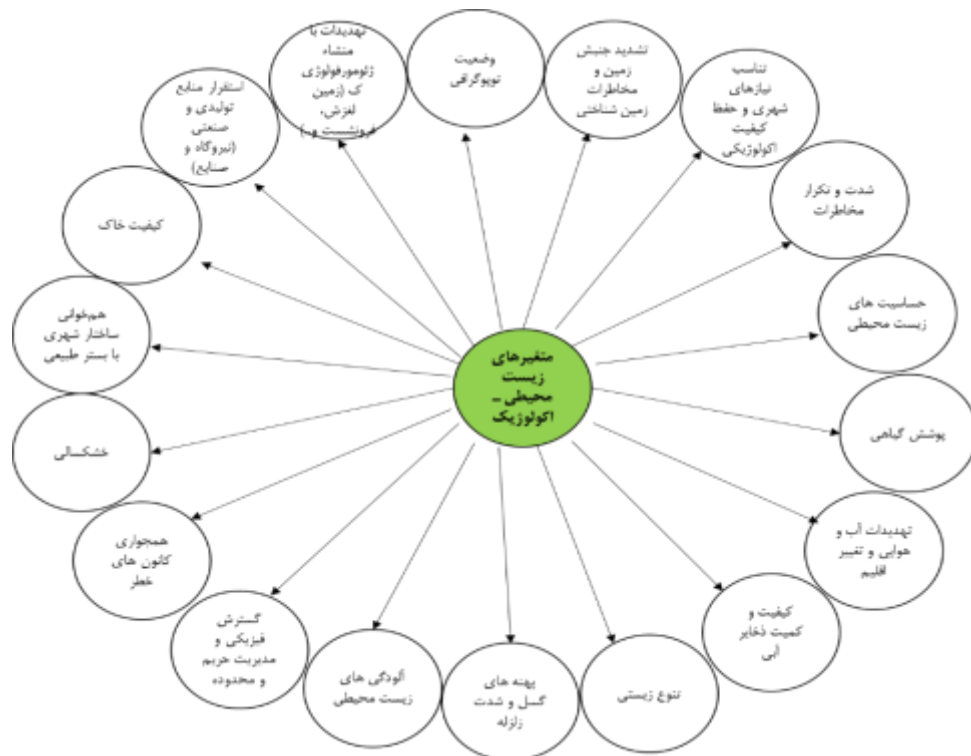 تهدیدات با
منشاء
ژئومورفولوژی
ک (زمین
لغزش،
فرونشست و..)
وضعیت
توپوگرافی
تشدید جنبش
زمین و
مخاطرات
زمین شناختی
تناسب
نیازهای
شهری و حفظ
کیفیت
اکولوژیکی
شدت و تکرار
مخاطرات
حساسیت های
زیست محیطی
پوشش گیاهی
تهدیدات آب و
هوایی و تغییر
اقلیم
کیفیت و
کمیت ذخایر
آبی
تنوع زیستی
پهنه های
گسل و شدت
زلزله
آلودگی های
زیست محیطی
گسترش
فیزیکی و
مدیریت حریم
و محدوده
همجواری
کانون های
خطر
خشکسالی
هم‌خوانی
ساختار شهری
با بستر طبیعی
کیفیت خاک
استقرار منابع
تولیدی و
صنعتی
(نیروگاه و
صنایع)
متغیرهای
زیست
محیطی –
اکولوژیک